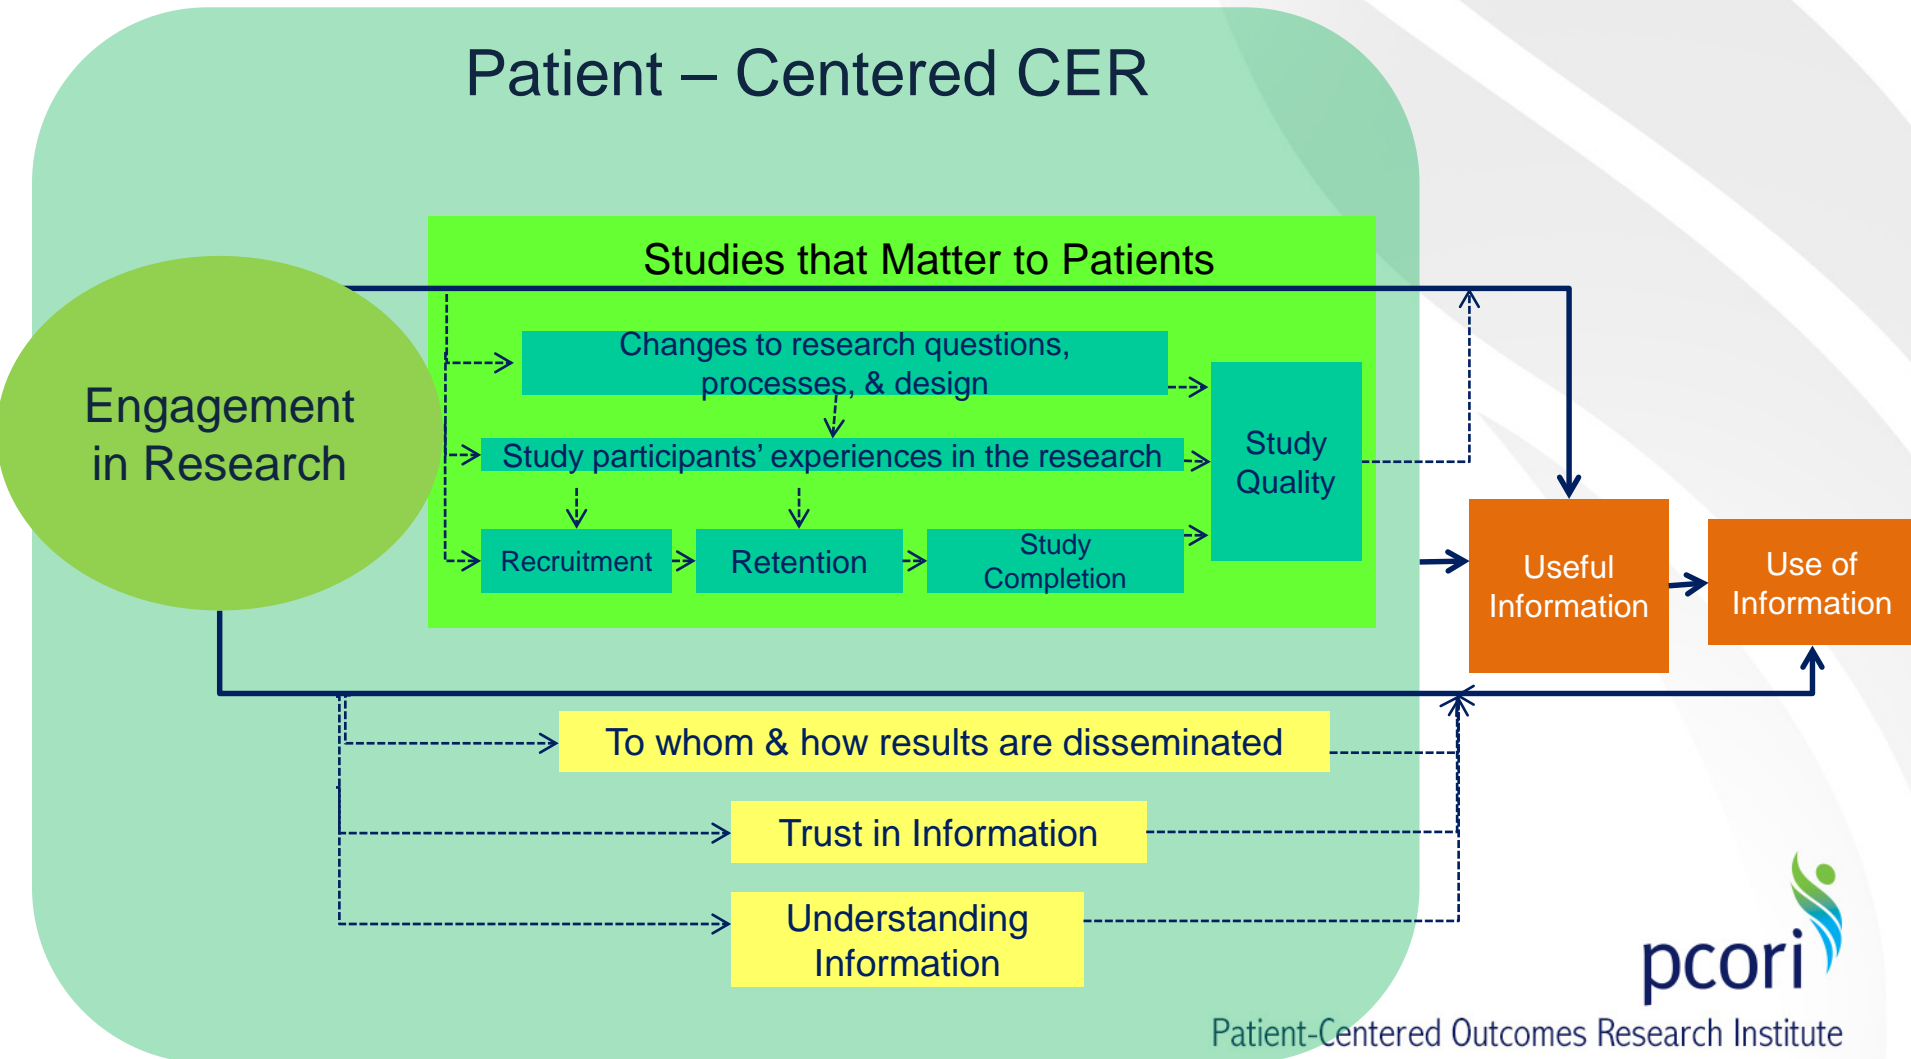 Patient – Centered CER
Studies that Matter to Patients
Changes to research questions,
processes, & design
Engagement
in Research
Study participants’ experiences in the research
Study
Quality
Recruitment
Retention
Study
Completion
Useful
Information
Use of
Information
To whom & how results are disseminated
Trust in Information
Understanding
Information
pcori
Patient-Centered Outcomes Research Institute